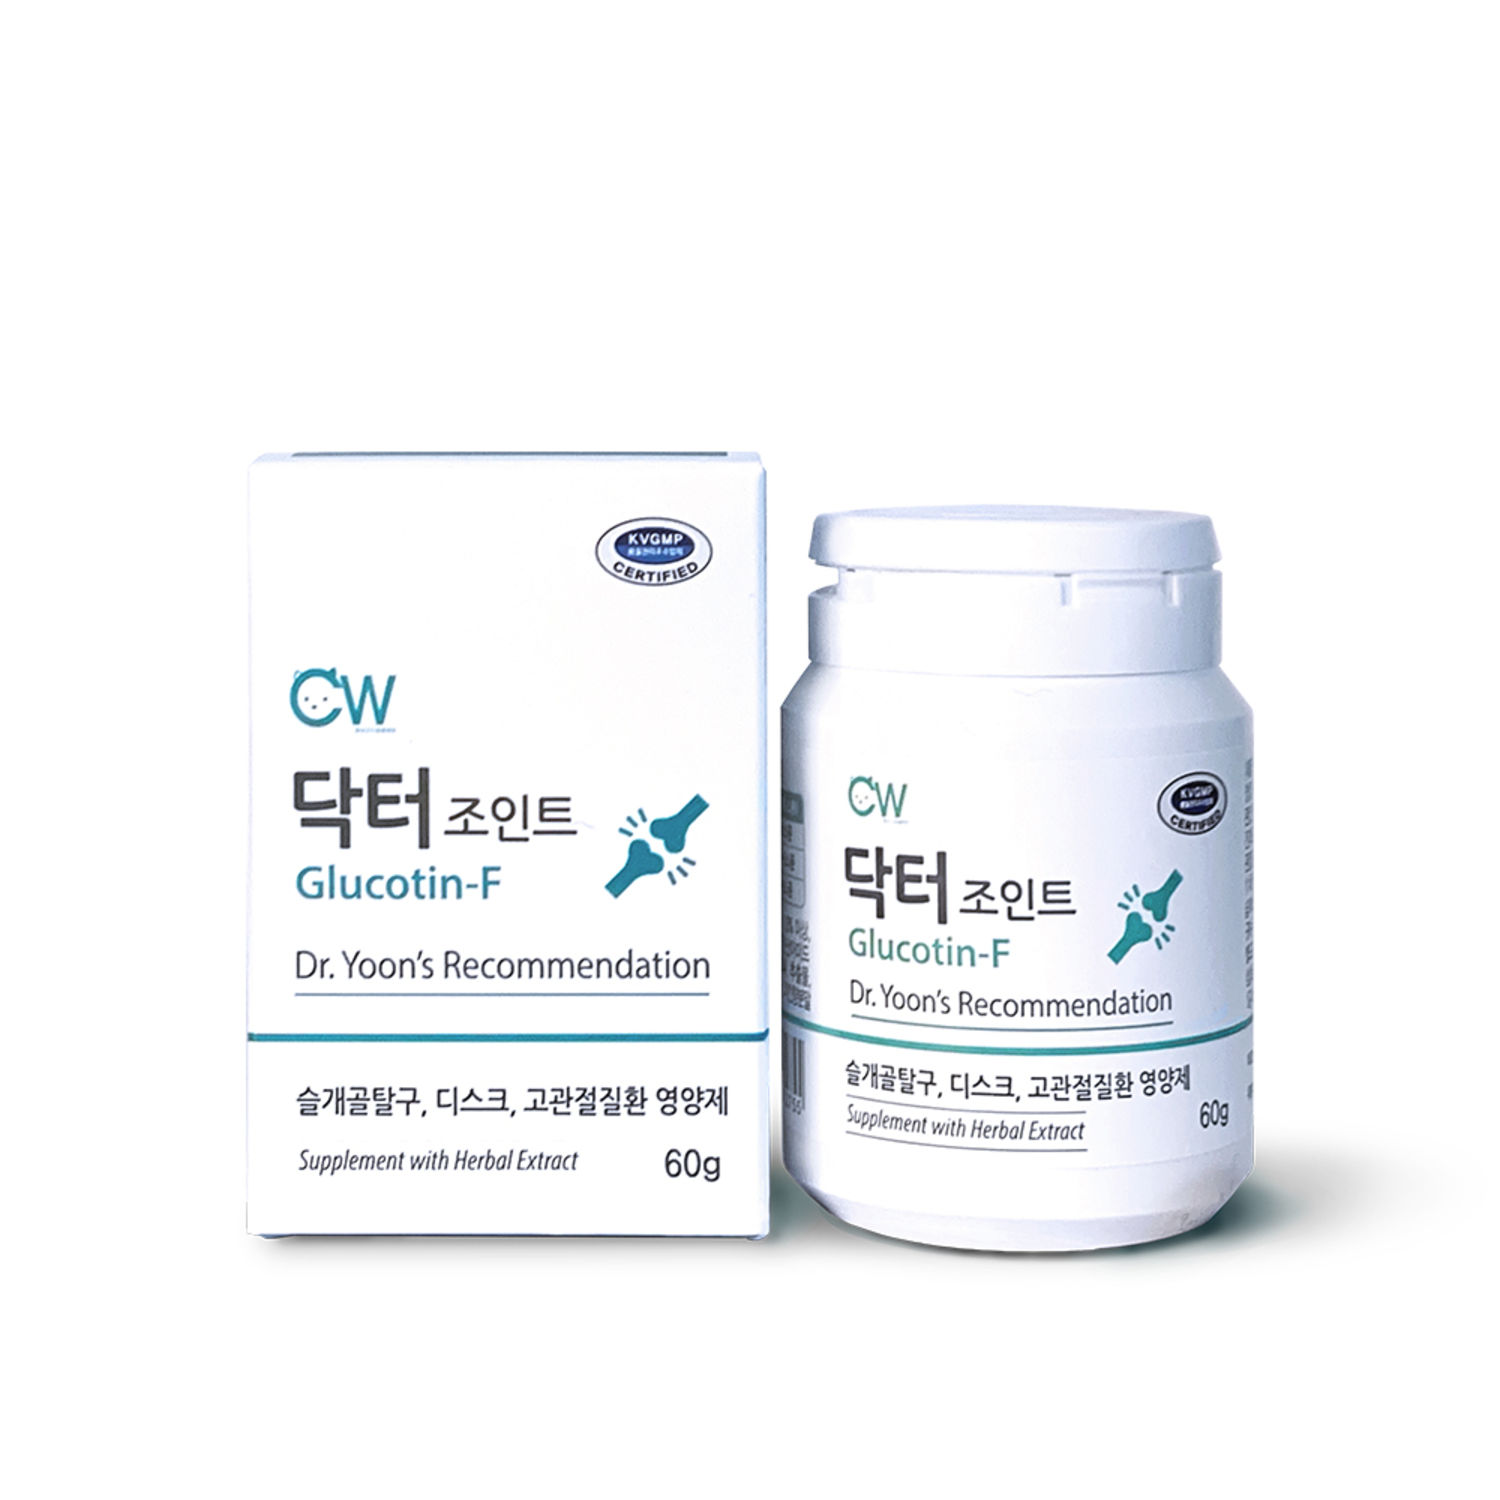 KVGMP
CERTIFIED
CW
닥터 조인트
Glucotin-F
Dr. Yoon's Recommendation
슬개골탈구, 디스크, 고관절질환 영양제
Supplement with Herbal Extract
60g
CW
KVGMP
CERTIFIED
닥터 조인트
Glucotin-F
Dr. Yoon's Recommendation
슬개골탈구, 디스크, 고관절질환 영양제
Supplement with Herbal Extract
60g